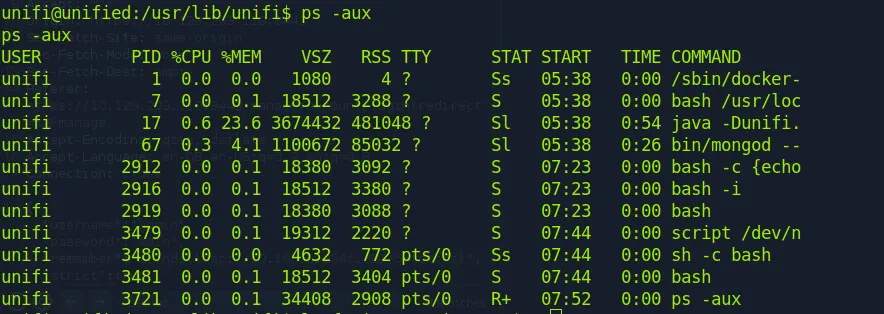 unifi@unified:/usr/lib/unifi$ ps -aux
ps -aux
USER PID %CPU %MEM VSZ RSS TTY STAT START TIME COMMAND
unifi 1 0.0 0.0 1080 4 ? Ss 05:38 0:00 /sbin/docker-
unifi 7 0.0 0.1 18512 3288 ? S 05:38 0:00 bash /usr/loc
unifi 17 0.6 23.6 3674432 481048 ? Sl 05:38 0:54 java -Dunifi.
unifi 67 0.3 4.1 1100672 85032 ? Sl 05:38 0:26 bin/mongod --
unifi 2912 0.0 0.1 18380 3092 ? S 07:23 0:00 bash -c {echo
unifi 2916 0.0 0.1 18512 3380 ? S 07:23 0:00 bash -i
unifi 2919 0.0 0.1 18380 3088 ? S 07:23 0:00 bash
unifi 3479 0.0 0.1 19312 2220 ? S 07:44 0:00 script /dev/n
unifi 3480 0.0 0.0 4632 772 pts/0 Ss 07:44 0:00 sh -c bash
unifi 3481 0.0 0.1 18512 3404 pts/0 S 07:44 0:00 bash
unifi 3721 0.0 0.1 34408 2908 pts/0 R+ 07:52 0:00 ps -aux